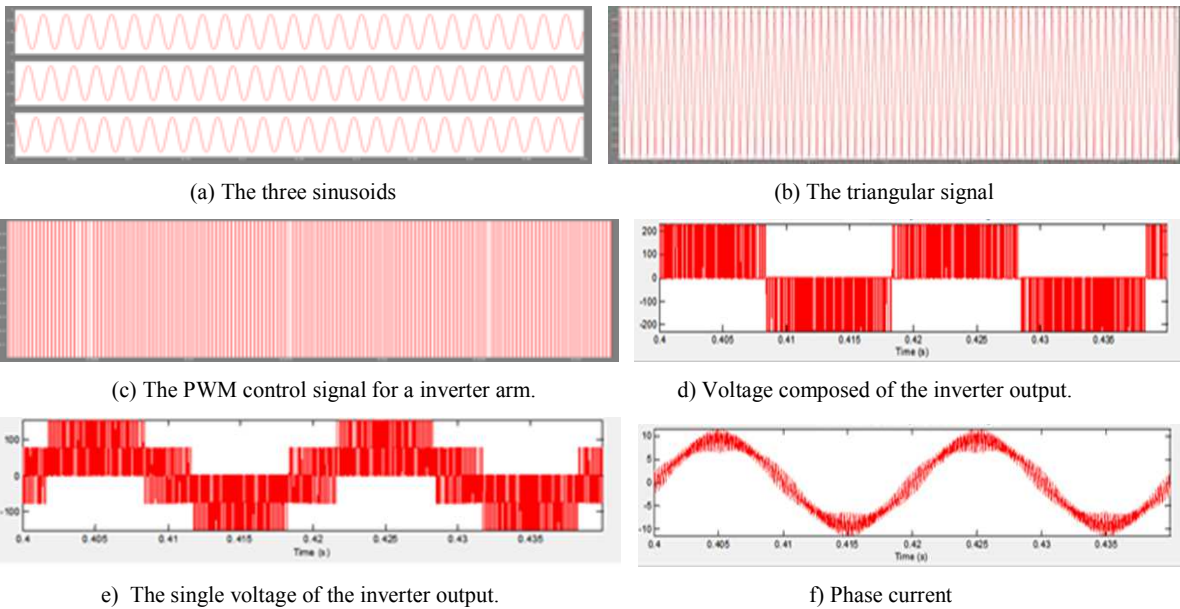 (a) The three sinusoids
(b) The triangular signal
(c) The PWM control signal for a inverter arm.
200
100
0
-100
-200
0.4 0.405 0.41 0.415 0.42 0.425 0.43 0.435
Time (s)
d) Voltage composed of the inverter output.
100
0
-100
0.4 0.405 0.41 0.415 0.42 0.425 0.43 0.435
Time (s)
e) The single voltage of the inverter output.
10
5
0
-5
-10
0.4 0.405 0.41 0.415 0.42 0.425 0.43 0.435
Time (s)
f) Phase current